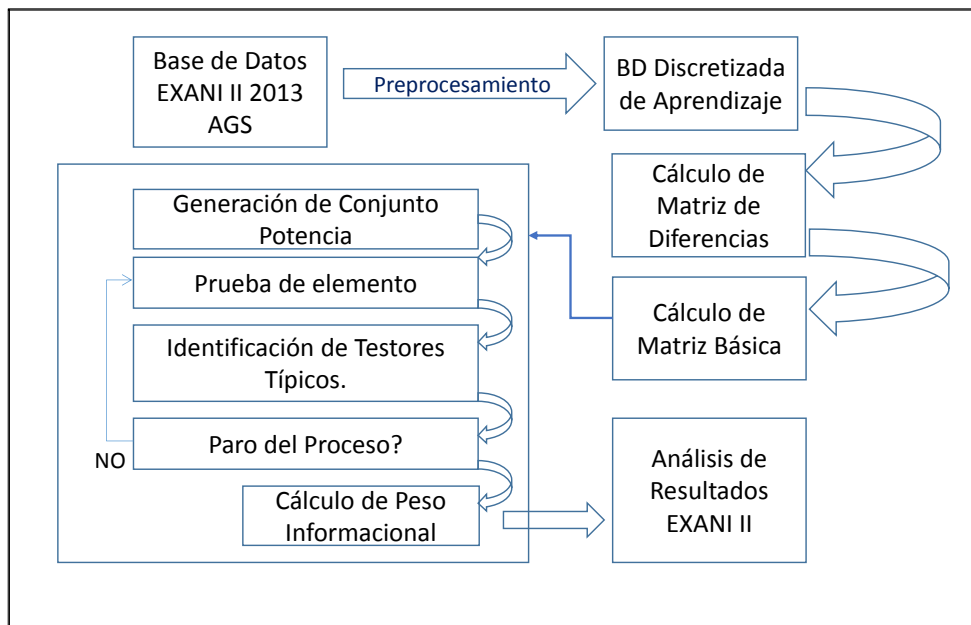 Base de Datos
EXANI II 2013
AGS
Preprocesamiento
BD Discretizada
de Aprendizaje
Cálculo de
Matriz de
Diferencias
Cálculo de
Matriz Básica
Generación de Conjunto
Potencia
Prueba de elemento
Identificación de Testores
Típicos.
Paro del Proceso?
NO
Cálculo de Peso
Informacional
Análisis de
Resultados
EXANI II